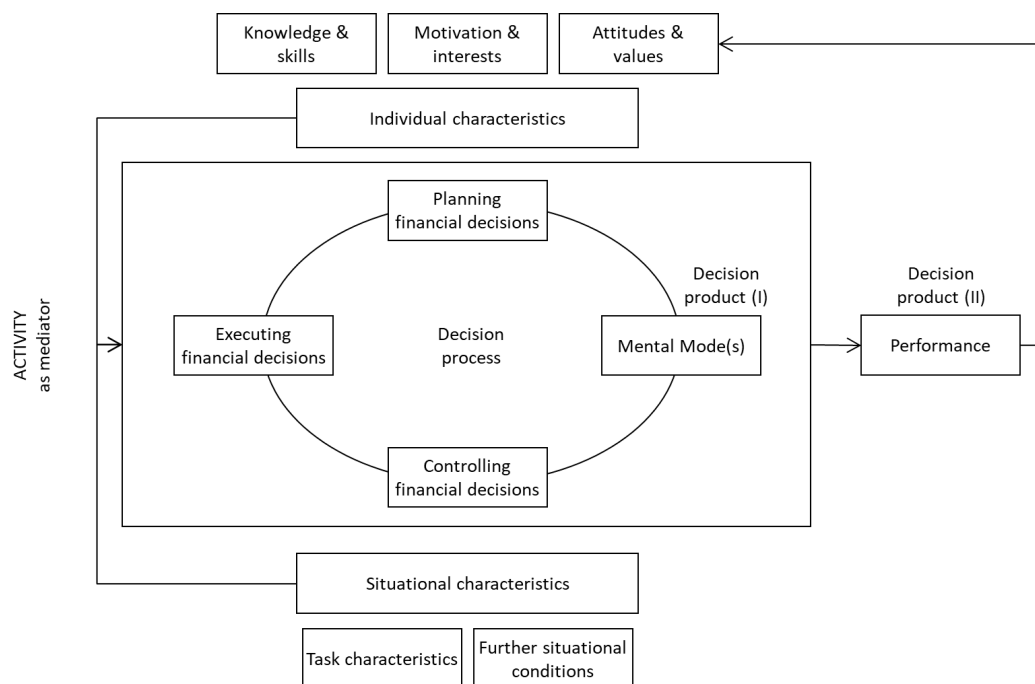 Knowledge &
skills
Motivation &
interests
Attitudes &
values
Individual characteristics
Planning
financial decisions
Decision
product (I)
Decision
product (II)
ACTIVITY
as mediator
Executing
financial decisions
Decision
process
Mental Mode(s)
Performance
Controlling
financial decisions
Situational characteristics
Task characteristics
Further situational
conditions